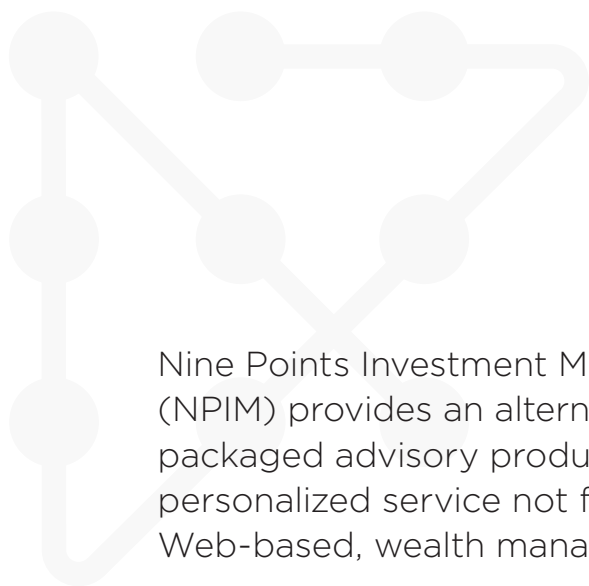 Nine Points Investment M
(NPIM) provides an altern
packaged advisory produ
personalized service not f
Web-based, wealth mana